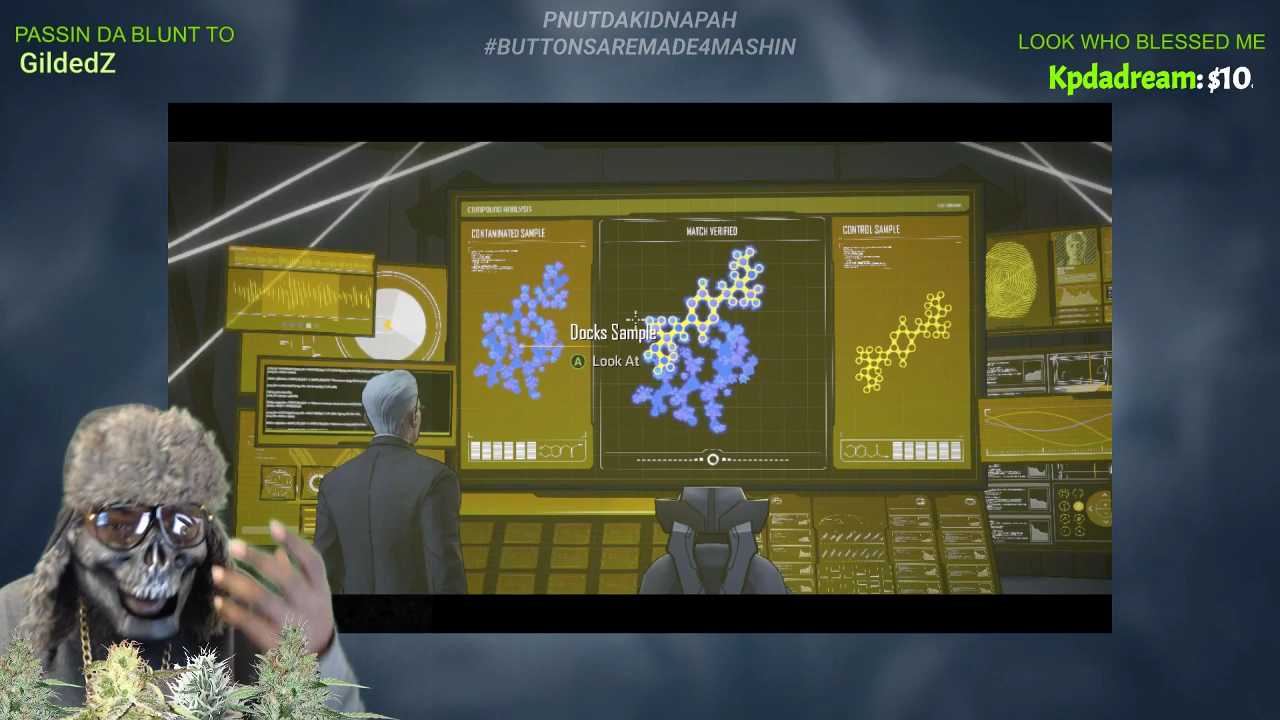 PASSIN DA BLUNT TO
GildedZ
PNUTDAKIDNAPAH
#BUTTONSAREMADE4MASHIN
LOOK WHO BLESSED ME
Kpdadream: $10
COMPOUND ANALYSIS
CONTAMINATED SAMPLE
MATCH VERIFIED
CONTROL SAMPLE
Docks Sample
A Look At